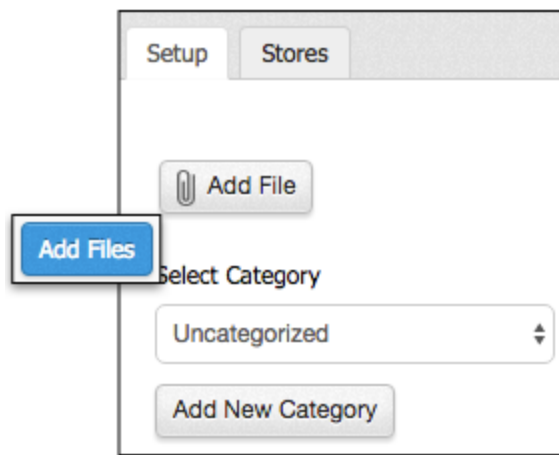 Setup
Stores
Add File
Add Files
Select Category
Uncategorized
Add New Category